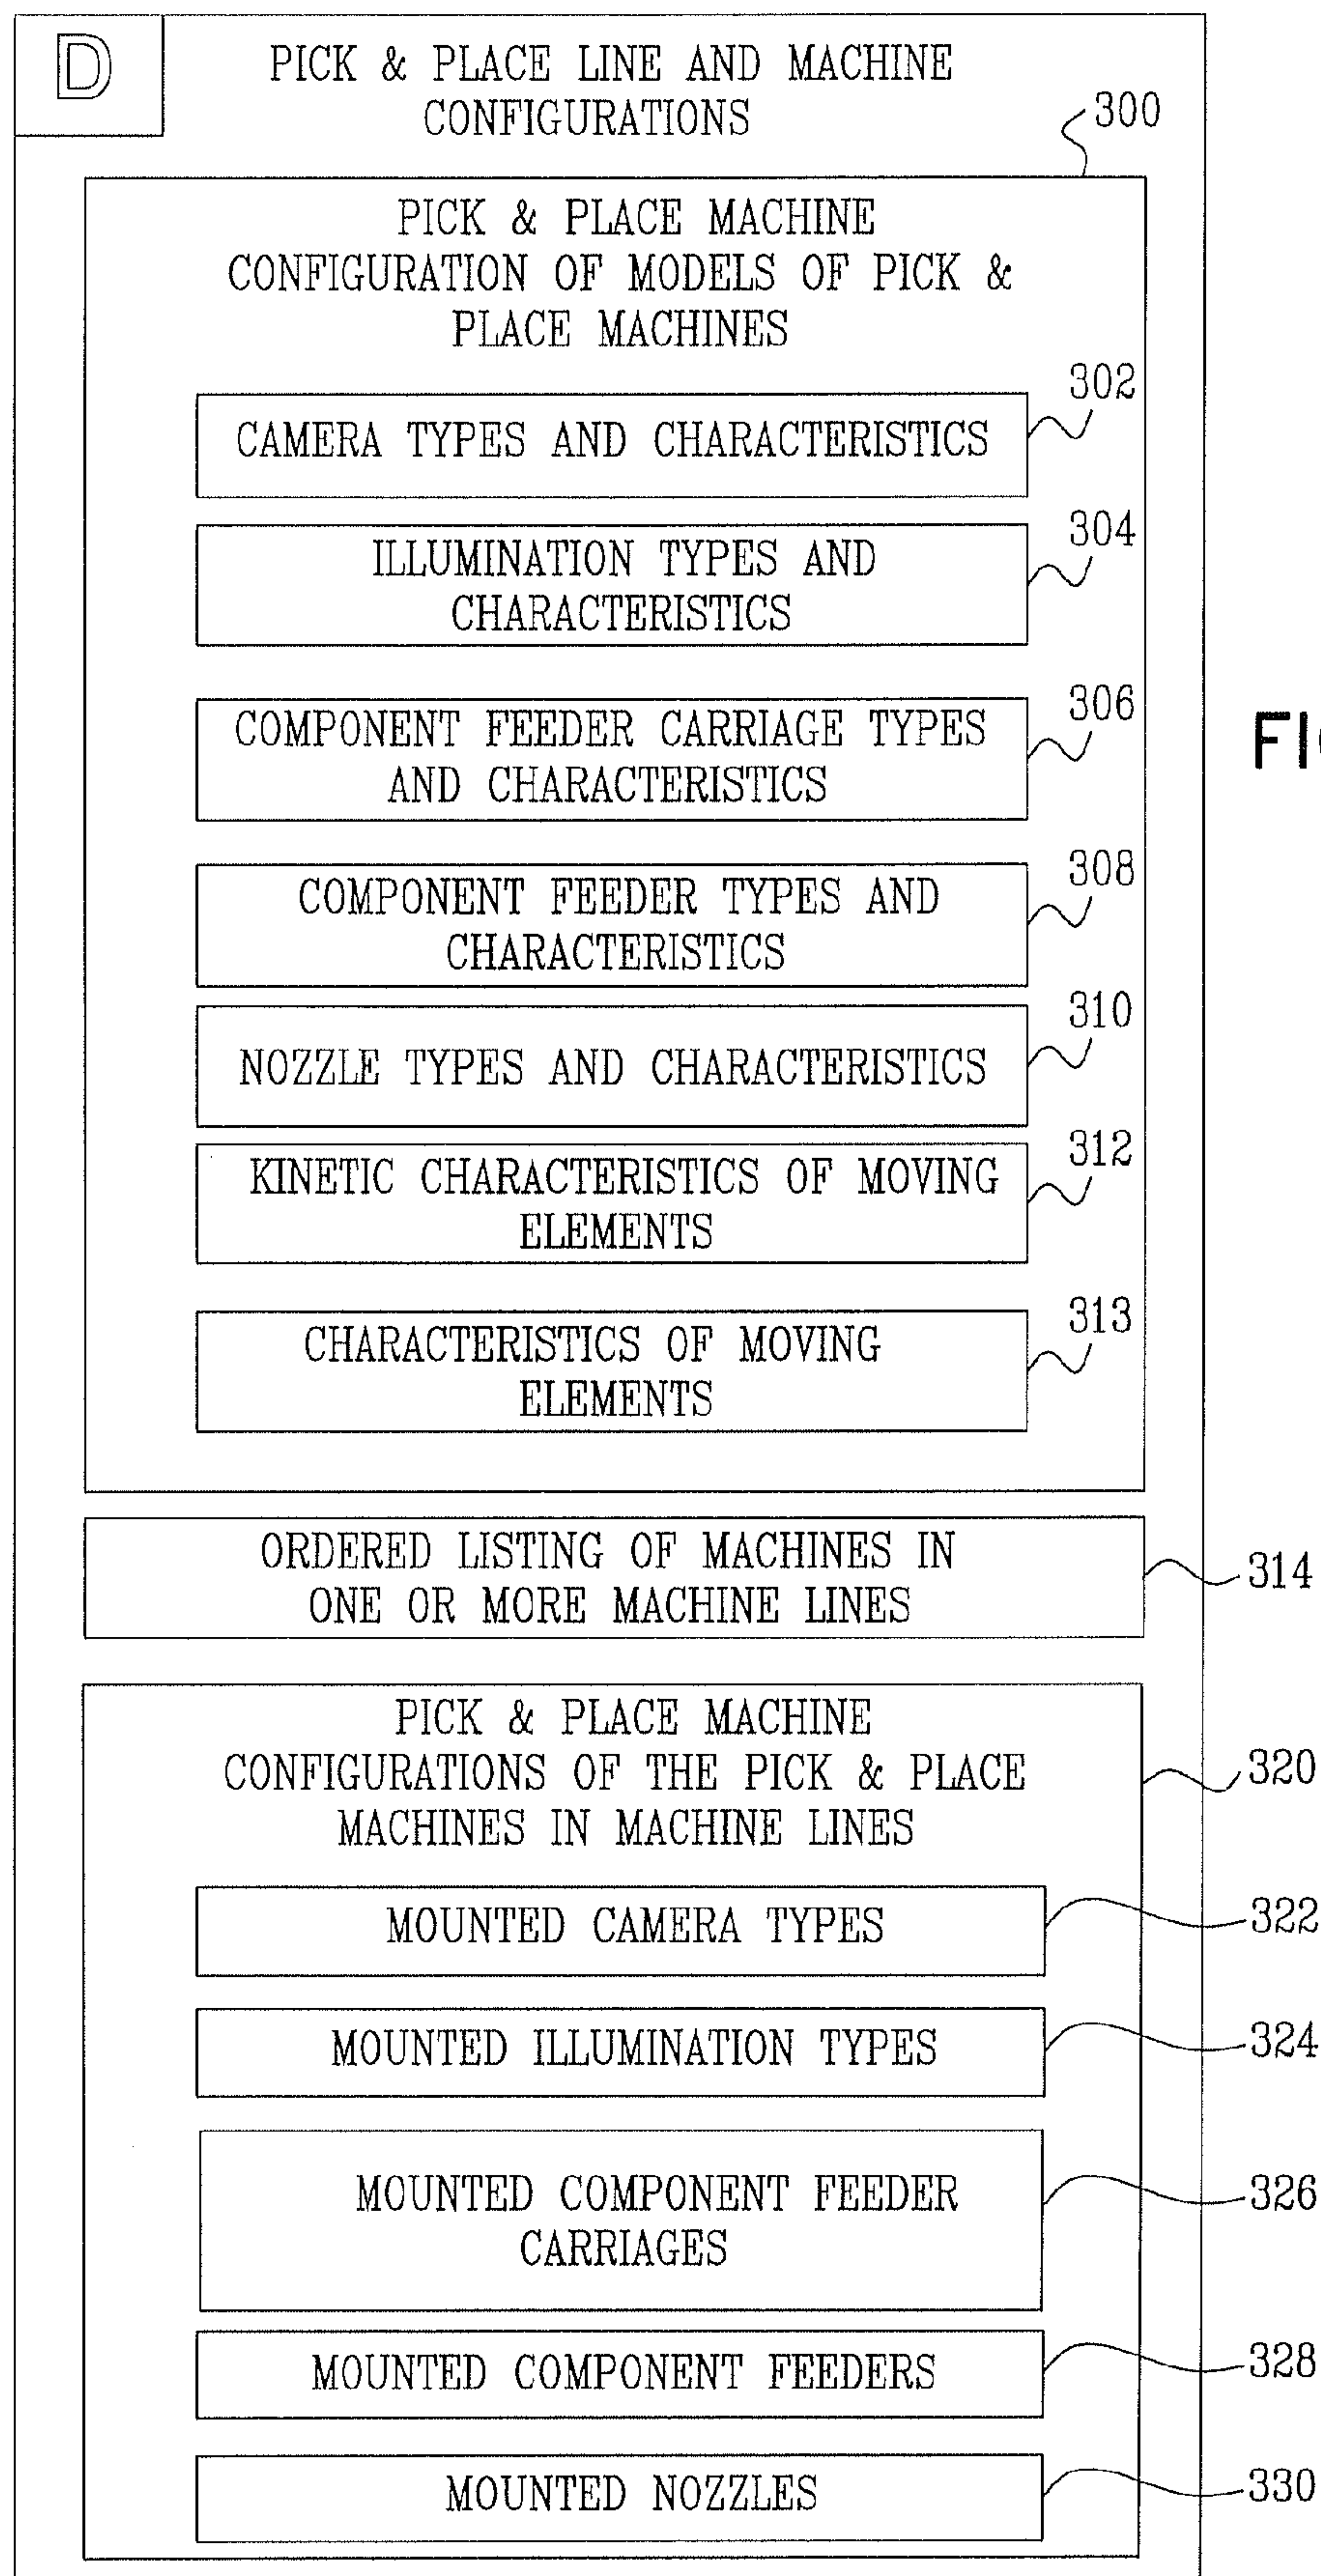 D
PICK & PLACE LINE AND MACHINE
CONFIGURATIONS
300
PICK & PLACE MACHINE
CONFIGURATION OF MODELS OF PICK &
PLACE MACHINES
302
CAMERA TYPES AND CHARACTERISTICS
304
ILLUMINATION TYPES AND
CHARACTERISTICS
306
COMPONENT FEEDER CARRIAGE TYPES
AND CHARACTERISTICS
308
COMPONENT FEEDER TYPES AND
CHARACTERISTICS
310
NOZZLE TYPES AND CHARACTERISTICS
312
KINETIC CHARACTERISTICS OF MOVING
ELEMENTS
313
CHARACTERISTICS OF MOVING
ELEMENTS
ORDERED LISTING OF MACHINES IN
ONE OR MORE MACHINE LINES
314
PICK & PLACE MACHINE
CONFIGURATIONS OF THE PICK & PLACE
MACHINES IN MACHINE LINES
320
MOUNTED CAMERA TYPES
322
MOUNTED ILLUMINATION TYPES
324
MOUNTED COMPONENT FEEDER
CARRIAGES
326
MOUNTED COMPONENT FEEDERS
328
MOUNTED NOZZLES
330